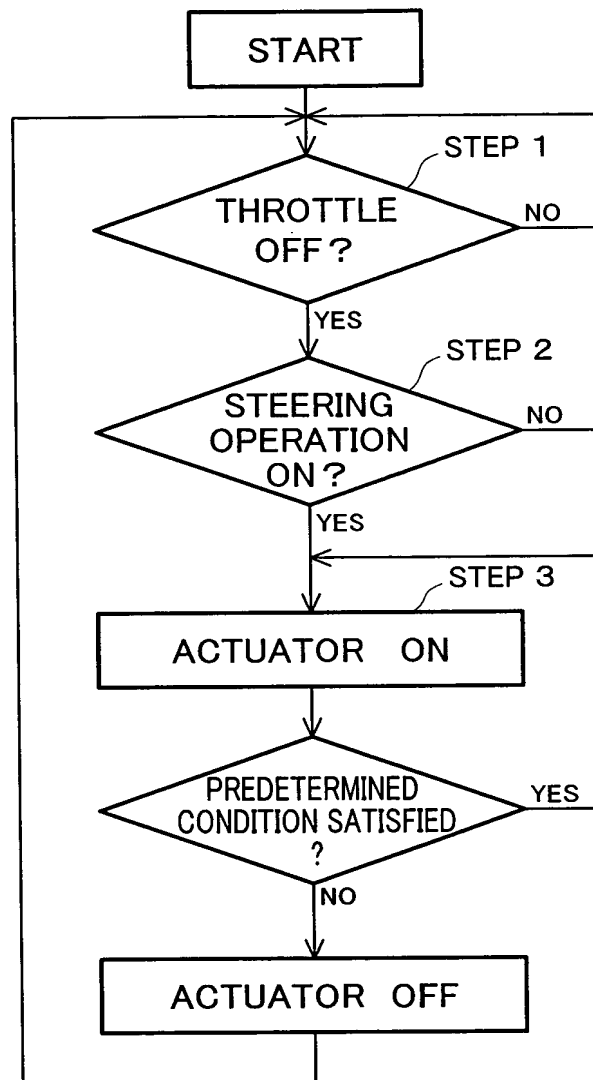 START
STEP 1
THROTTLE
OFF?
NO
YES
STEP 2
STEERING
OPERATION
ON?
NO
YES
STEP 3
ACTUATOR ON
PREDETERMINED
CONDITION SATISFIED
?
YES
NO
ACTUATOR OFF